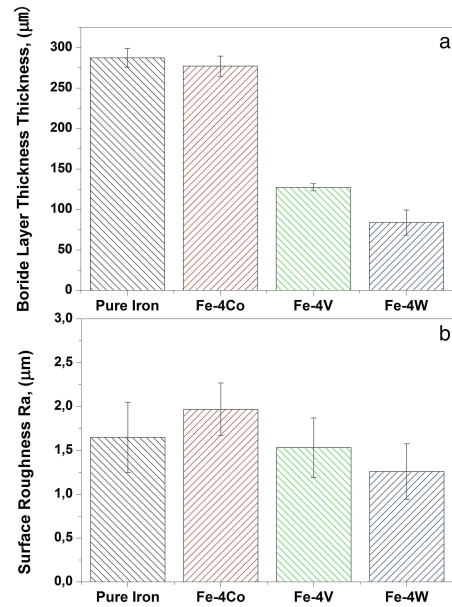 a
Boride Layer Thickness Thickness, (µm)
300
250
150
100
50
0
Pure Iron Fe-4Co Fe-4V Fe-4W
b
Surface Roughness Ra, (µm)
3,0
2,5
2,0
1,5
1,0
0,5
0,0
Pure Iron Fe-4Co Fe-4V Fe-4W